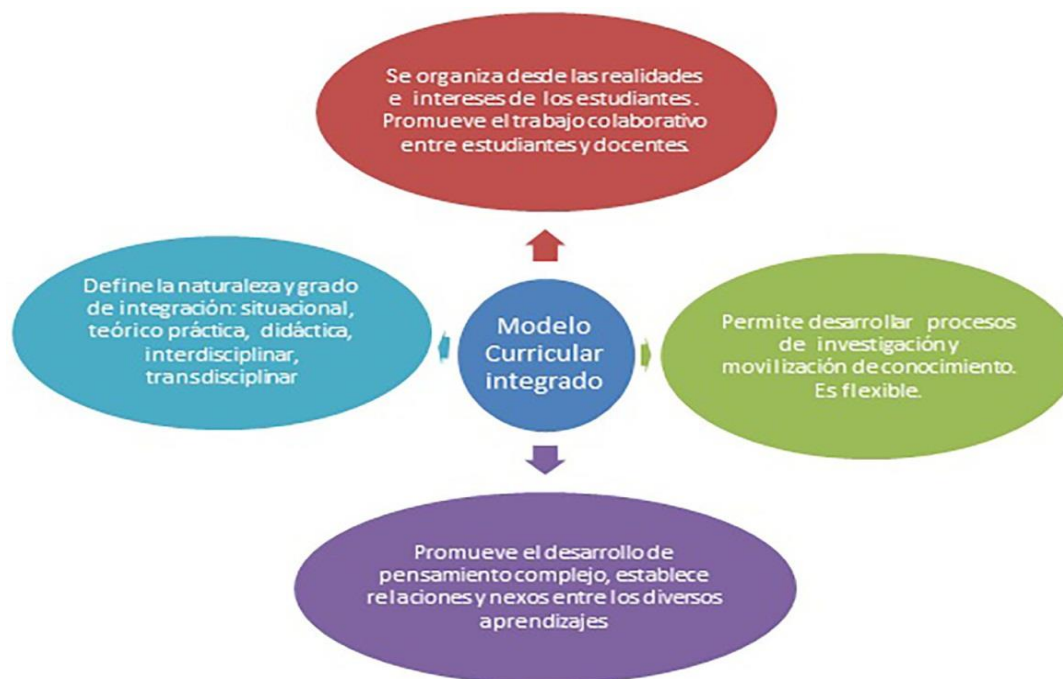 Se organiza desde las realidades
e intereses de los estudiantes.
Promueve el trabajo colaborativo
entre estudiantes y docentes.
Define la naturaleza y grado
de integración: situacional,
teórico práctica, didáctica,
interdisciplinar,
transdisciplinar
Modelo
Curricular
integrado
Permite desarrollar procesos
de investigación y
movilización de conocimiento.
Es flexible.
Promueve el desarrollo de
pensamiento complejo, establece
relaciones y nexos entre los diversos
aprendizajes